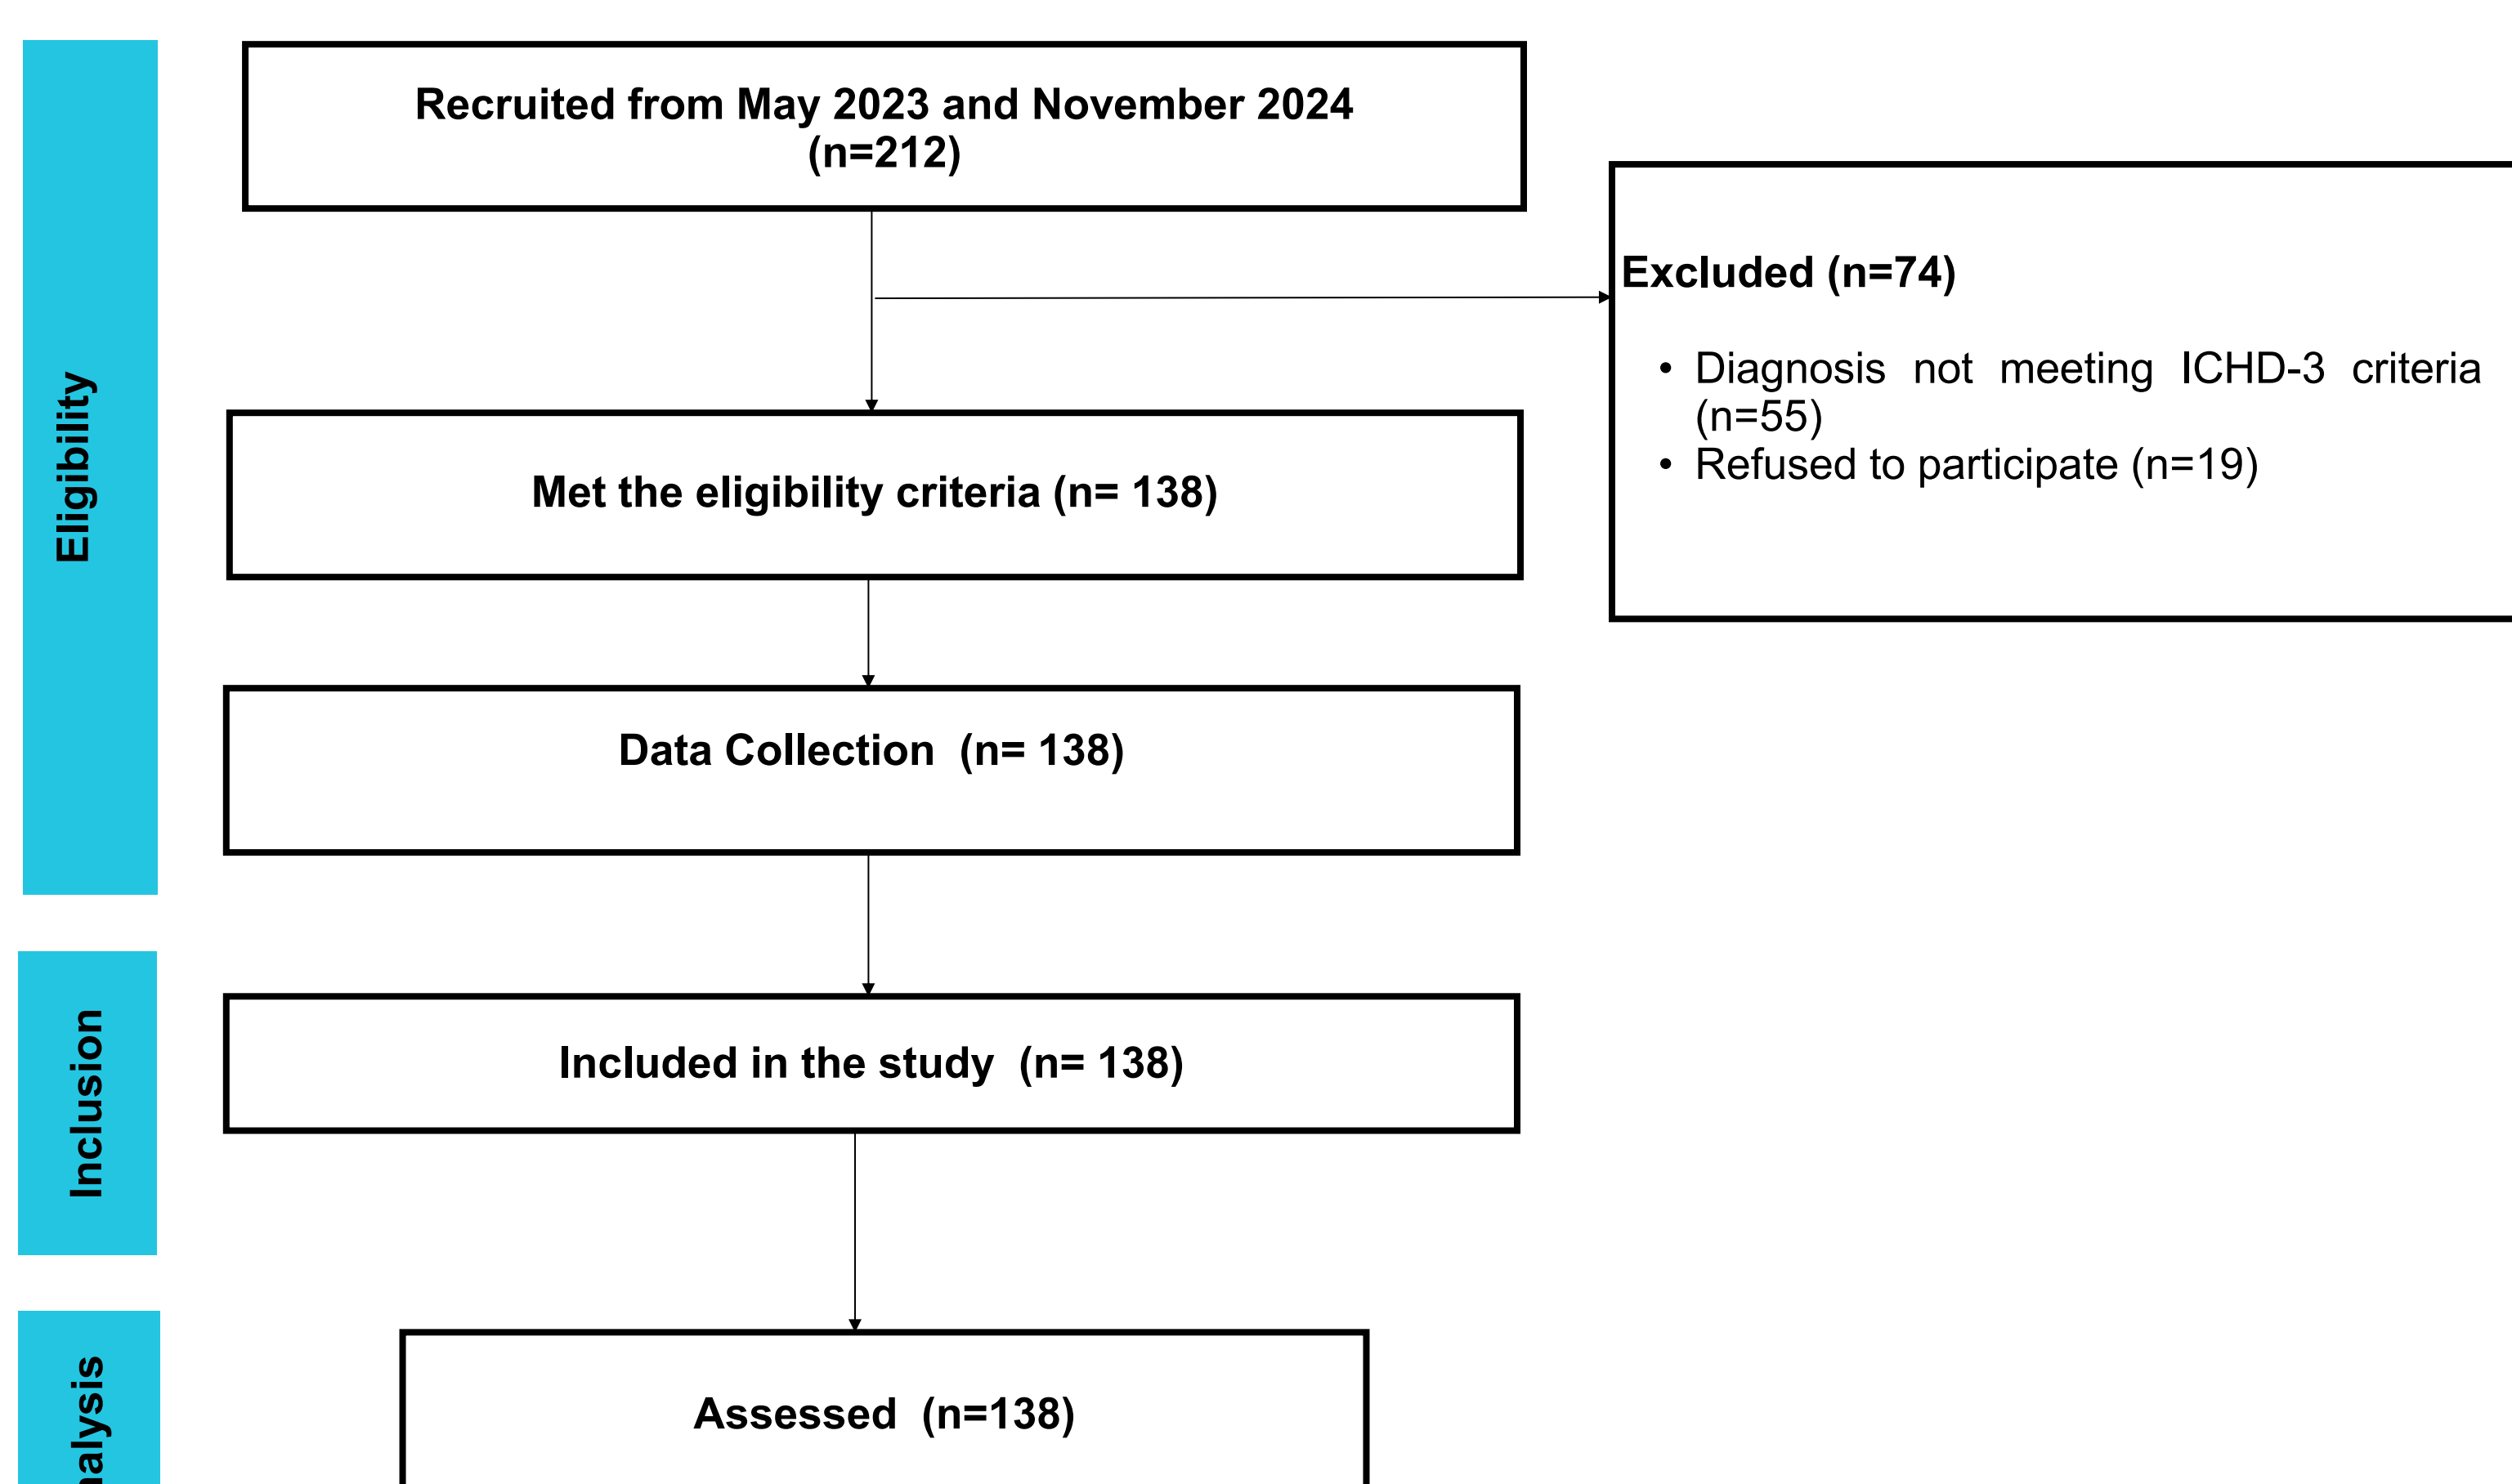 Eligibility
Recruited from May 2023 and November 2024
(n=212)
Excluded (n=74)
• Diagnosis not meeting ICHD-3 criteria
(n=55)
• Refused to participate (n=19)
Met the eligibility criteria (n= 138)
Data Collection (n= 138)
Inclusion
Included in the study (n= 138)
Assessed (n=138)